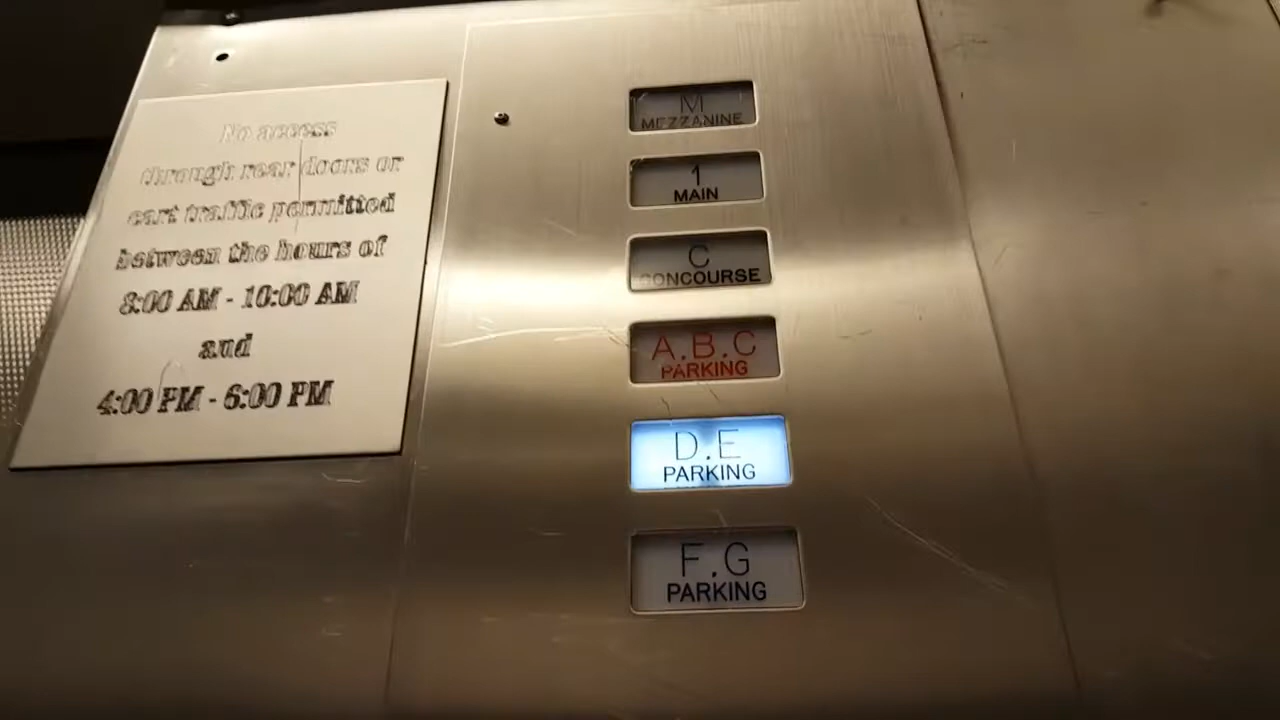 No access
through rear doors or
cart traffic permitted
between the hours of
8:00 AM - 10:00 AM
and
4:00 PM - 6:00 PM
M
MEZZANINE
1
MAIN
C
CONCOURSE
A.B.C
PARKING
D.E
PARKING
F.G
PARKING